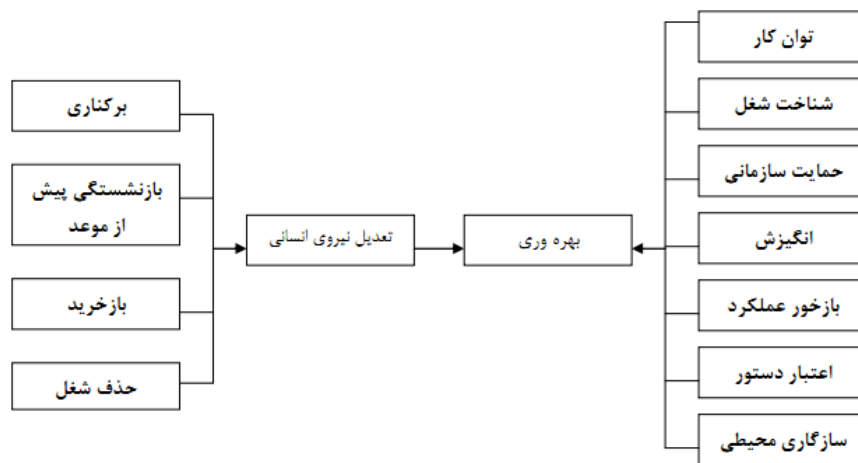 توان کار
شناخت شغل
حمایت سازمانی
انگیزش
بازخور عملکرد
اعتبار دستور
سازگاری محیطی
بهره وری
تعدیل نیروی انسانی
برکناری
بازنشستگی پیش
از موعد
بازخرید
حذف شغل